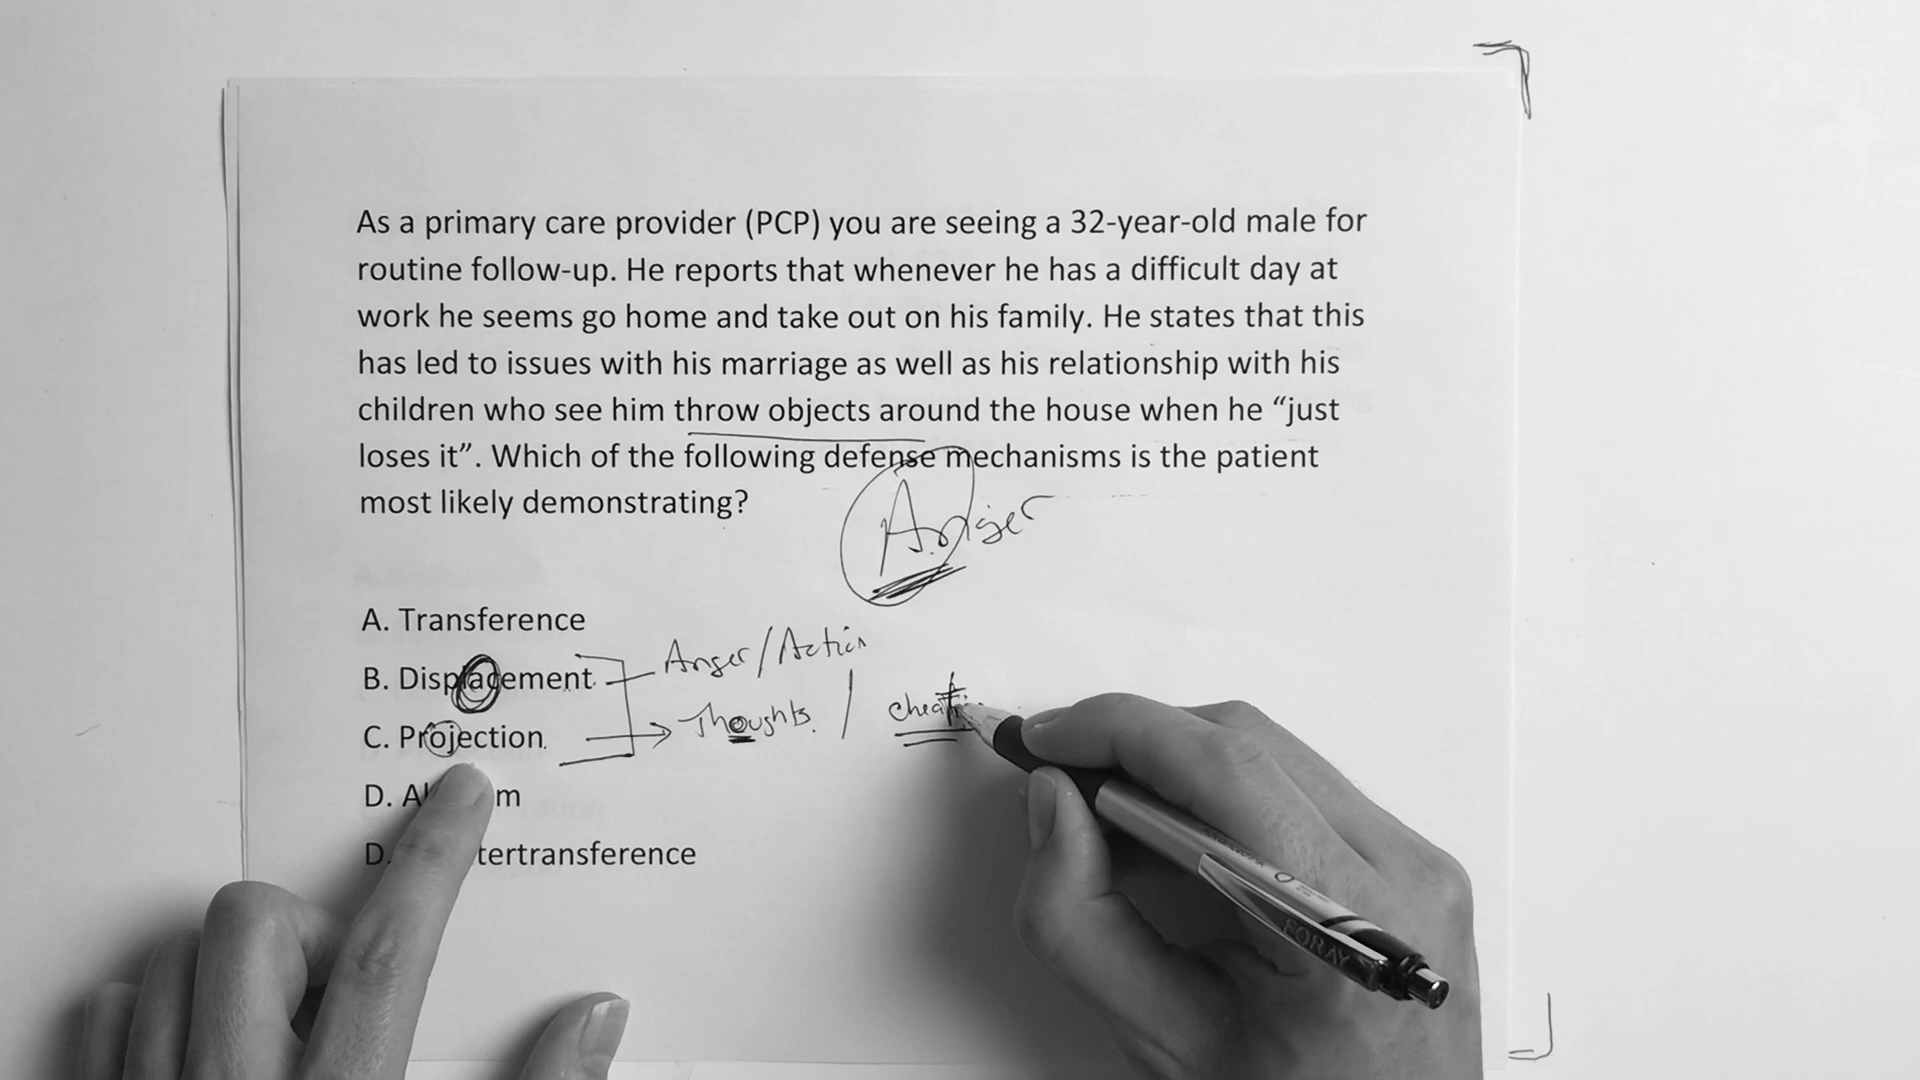 As a primary care provider (PCP) you are seeing a 32-year-old male for
routine follow-up. He reports that whenever he has a difficult day at
work he seems go home and take out on his family. He states that this
has led to issues with his marriage as well as his relationship with his
children who see him throw objects around the house when he “just
loses it”. Which of the following defense mechanisms is the patient
most likely demonstrating?
Anger
A. Transference
B. Displacement Anger/Action
C. Projection Thoughts /
D.
D. tertransference
FORAY